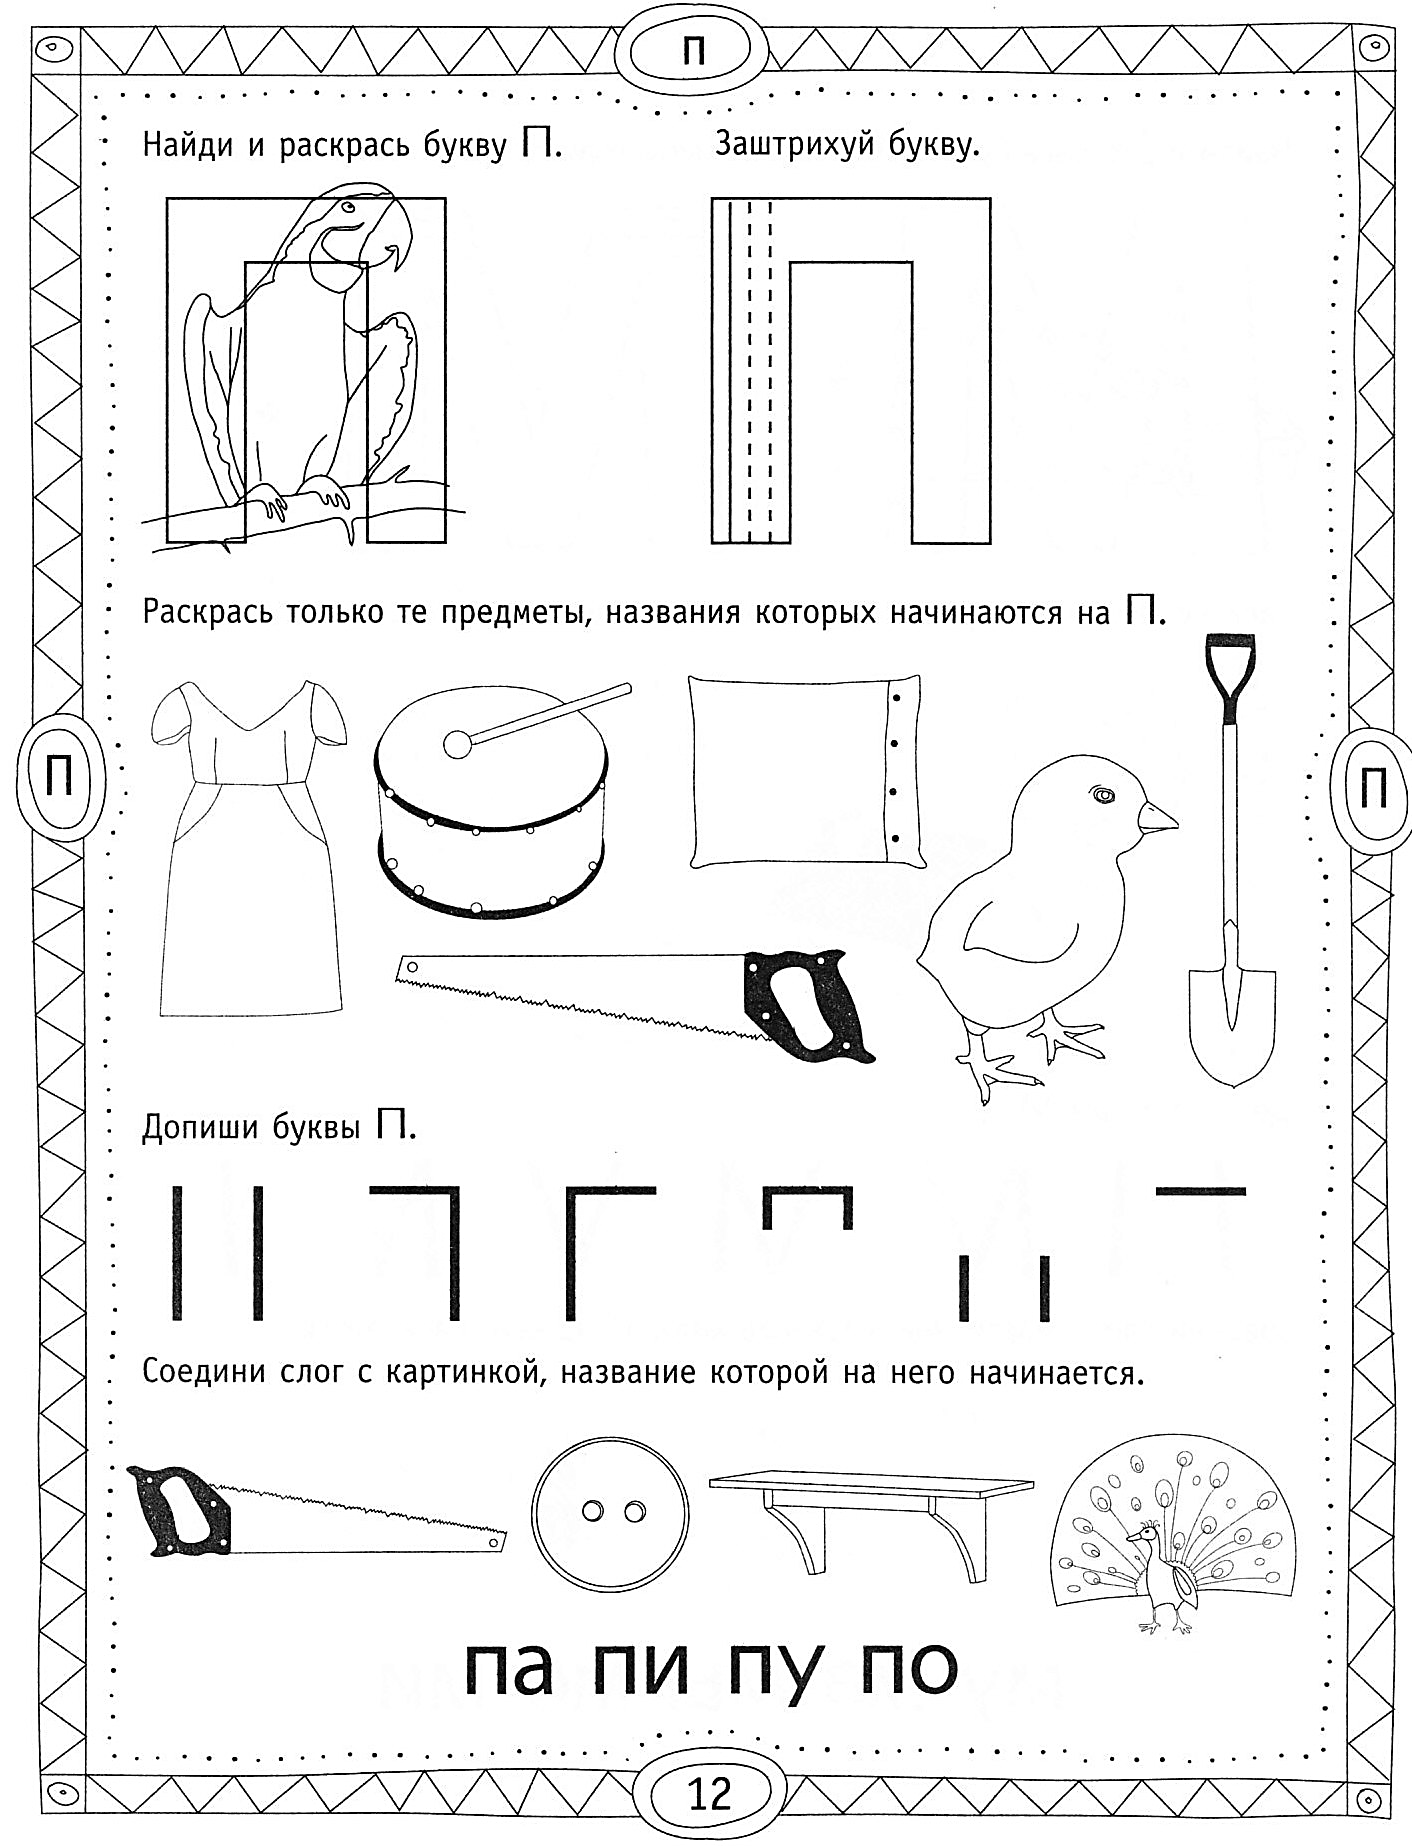 П
Найди и раскрась букву П.
Заштрихуй букву.
П
Раскрась только те предметы, названия которых начинаются на П.
П
П
Допиши буквы П.
Соедини слог с картинкой, название которой на него начинается.
па пи пу по
12